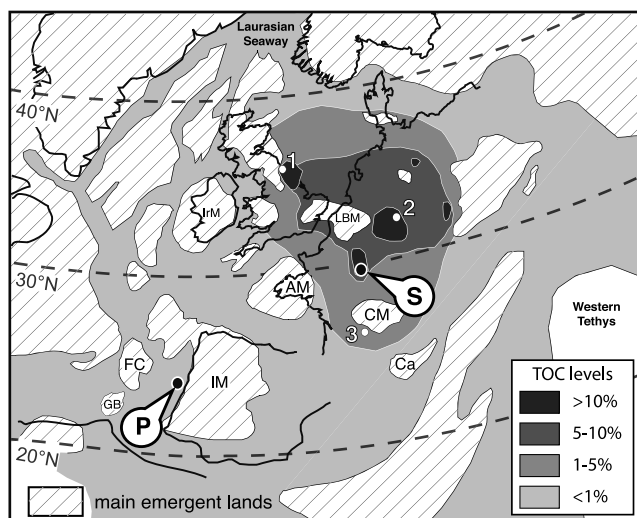 Laurasian
Seaway
40°N
1
IrM
LBM
2
30°N
AM
S
CM
Western
Tethys
3
FC
Ca
IM
GB
P
20°N
TOC levels
>10%
5-10%
1-5%
<1%
main emergent lands